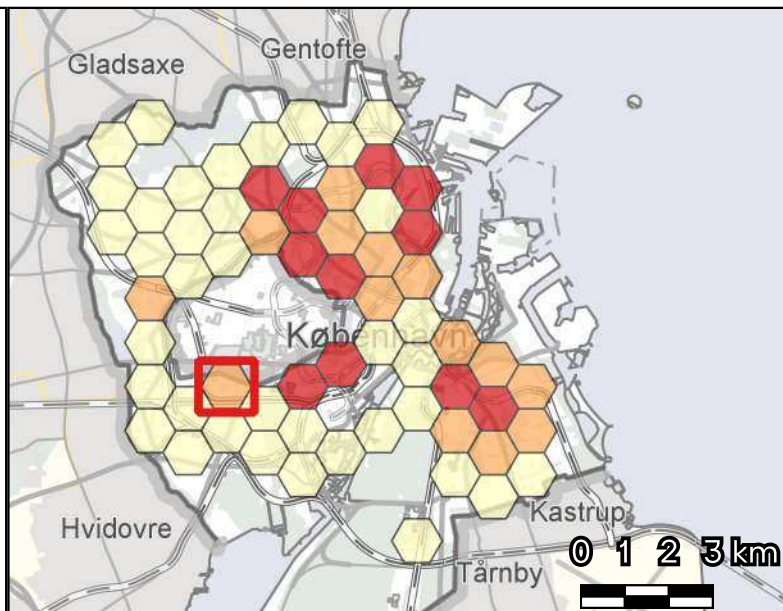 Gentofte
Gladsaxe
København
Hvidovre
Kastrup
0 1 2 3 km
Tårnby